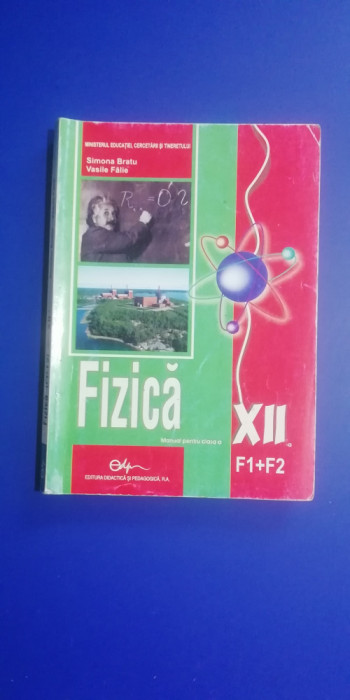 MINISTERUL EDUCAȚIEI, CERCETĂRII ȘI TINERETULUI
Simona Bratu
Vasile Fălie
Fizică
Manual pentru clasa a
XII
F1+F2
EDITURA DIDACTICĂ ȘI PEDAGOGICĂ, R.A.